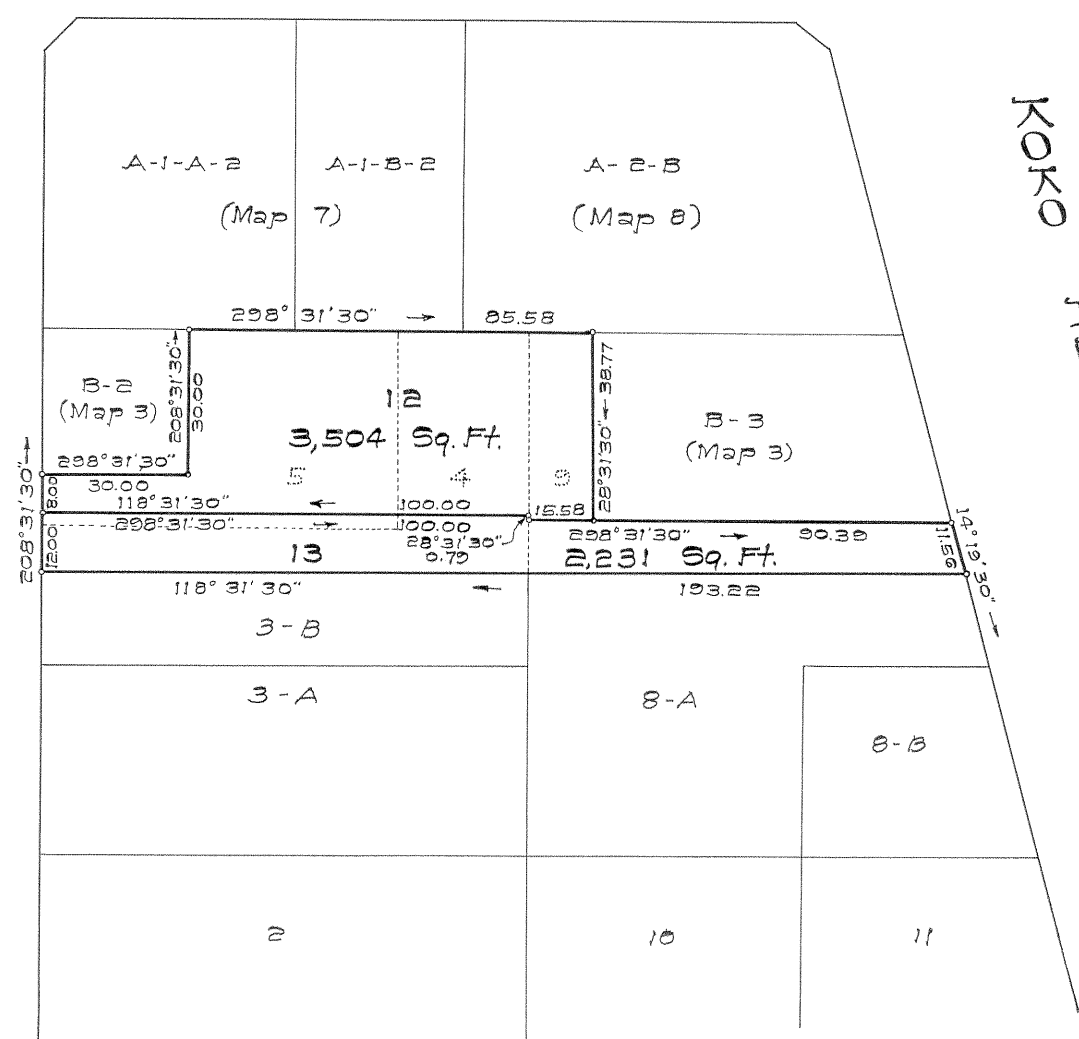 KOKO
A-1-A-2
A-1-B-2
A-2-B
(Map 7)
(Map 8)
298° 31'30" → 85.58
B-2
(Map 3)
208°31'30" →
30.00
12
3,504 Sq. Ft.
28°31'30" ← 38.77
B-3
(Map 3)
298°31'30"
30.00
5
4
9
208°31'30" →
8.00
118°31'30" ← 100.00
15.58
298°31'30" → 100.00
28°31'30"
0.79
298°31'30" → 90.39
12.00
13
2,231 Sq. Ft.
11.56
14°19'30" →
118° 31' 30" ← 193.22
3-B
3-A
8-A
8-B
2
10
11